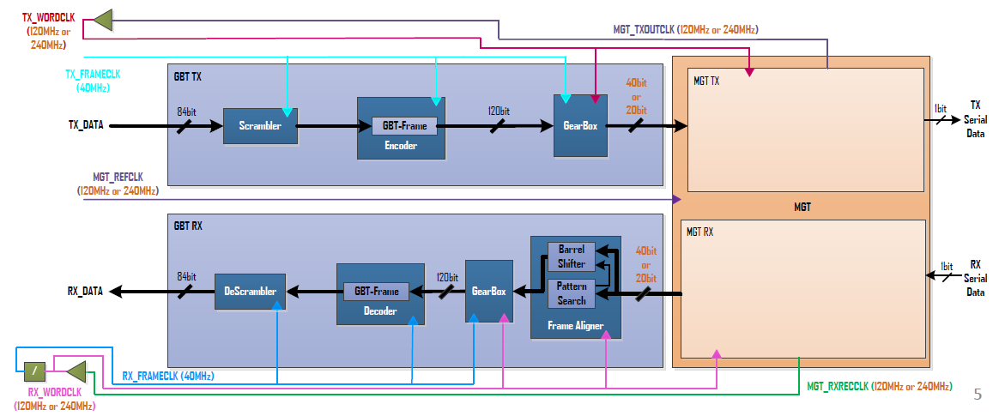 TX_WORDCLK
(120MHz or
240MHz)
MGT_TXOUTCLK (120MHz or 240MHz)
TX_FRAMECLK
(40MHz)
GBT TX
MGT TX
40bit
or
20bit
84bit
120bit
1bit
TX
Serial
Data
TX_DATA
Scrambler
GBT-Frame
Encoder
GearBox
MGT_REFCLK
(120MHz or 240MHz)
MGT
GBT RX
MGT RX
Barrel
Shifter
40bit
or
20bit
84bit
120bit
1bit
RX
Serial
Data
RX_DATA
DeScrambler
GBT-Frame
Decoder
GearBox
Pattern
Search
Frame Aligner
/
RX_FRAMECLK (40MHz)
RX_WORDCLK
(120MHz or 240MHz)
MGT_RXRECCLK (120MHz or 240MHz)
5